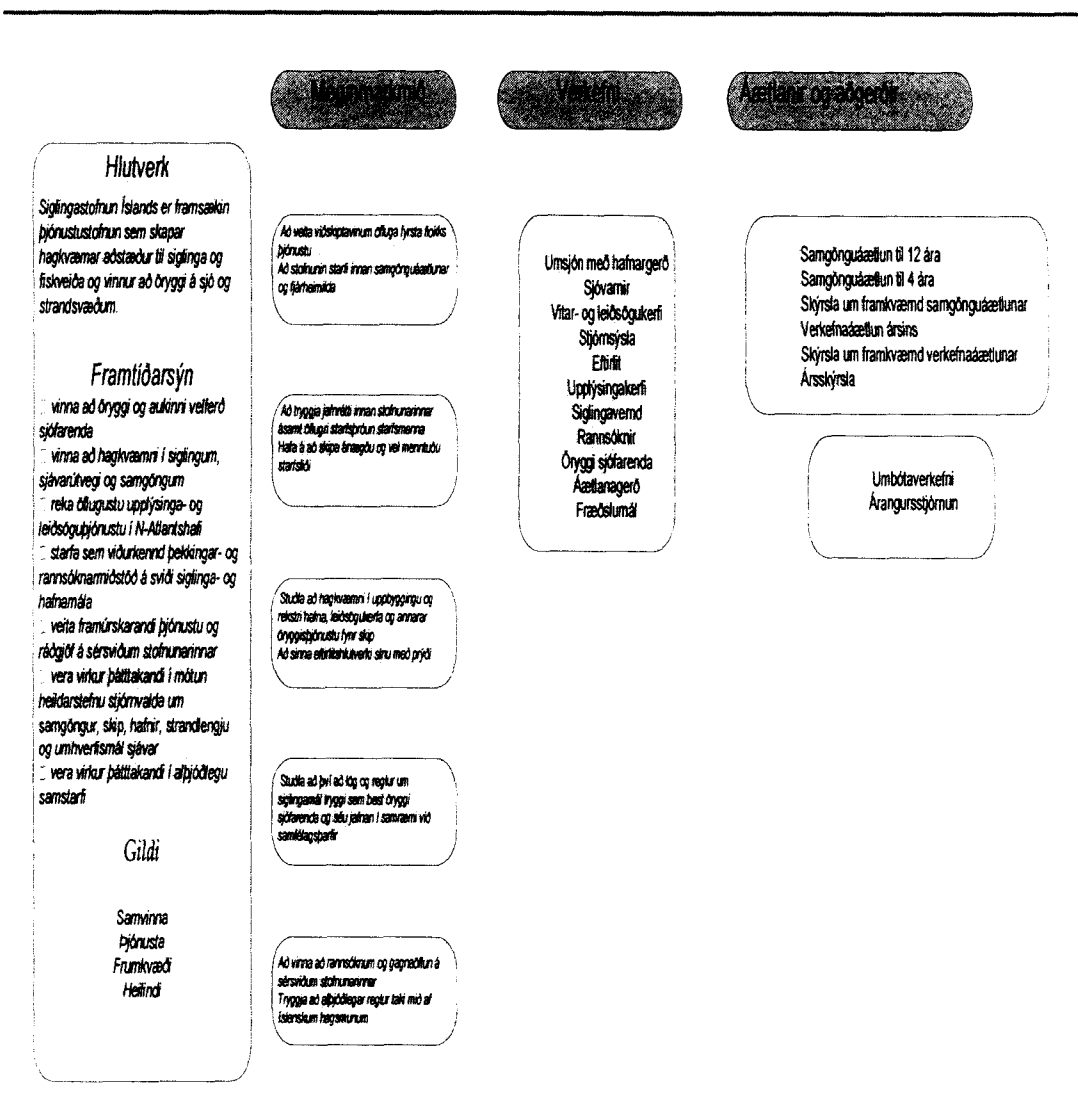 Meginmarkmið
Verkefni
Áætlanir og aðgerðir
Hlutverk
Siglingastofnun Íslands er framsækin
þjónustustofnun sem skapar
hagkvæmar aðstæður til siglinga og
fiskveiða og vinnur að öryggi á sjó og
strandsvæðum.
Framtíðarsýn
vinna að öryggi og aukinni velferð
sjófarenda
vinna að hagkvæmni í siglingum,
sjávarútvegi og samgöngum
reka öflugustu upplýsinga- og
leiðsöguþjónustu í N-Atlantshafi
starfa sem viðurkennd þekkingar- og
rannsóknarmiðstöð á sviði siglinga- og
hafnamála
veita framúrskarandi þjónustu og
ráðgjöf á sérsviðum stofnunarinnar
vera virkur þátttakandi í mótun
heildarstefnu stjórnvalda um
samgöngur, skip, hafnir, strandlengju
og umhverfismál sjávar
vera virkur þátttakandi í alþjóðlegu
samstarfi
Gildi
Samvinna
Þjónusta
Frumkvæði
Heilindi
Að veita viðskiptavinum öfluga fyrsta flokks
þjónustu
Að stofnunin starfi innan samgönguáætlunar
og fjárheimilda
Að tryggja jafnrétti innan stofnunarinnar
ásamt öflugri starfsþróun starfsmanna
Hafa á að skipa ánægðu og vel menntuðu
starfsliði
Stuðla að hagkvæmni í uppbyggingu og
rekstri hafna, leiðsögukerfa og annarar
öryggisþjónustu fyrir skip
Að sinna eftirlitshlutverki sínu með prýði
Stuðla að því að lög og reglur um
siglingamál tryggi sem best öryggi
sjófarenda og séu jafnan í samræmi við
samfélagsþarfir
Að vinna að rannsóknum og gagnaöflun á
sérsviðum stofnunarinnar
Tryggja að alþjóðlegar reglur taki mið af
íslenskum hagsmunum
Umsjón með hafnargerð
Sjóvarnir
Vitar- og leiðsögukerfi
Stjórnsýsla
Eftirlit
Upplýsingakerfi
Siglingavernd
Rannsóknir
Öryggi sjófarenda
Áætlanagerð
Fræðslumál
Samgönguáætlun til 12 ára
Samgönguáætlun til 4 ára
Skýrsla um framkvæmd samgönguáætlunar
Verkefnaáætlun ársins
Skýrsla um framkvæmd verkefnaáætlunar
Ársskýrsla
Umbótaverkefni
Árangursstjórnun